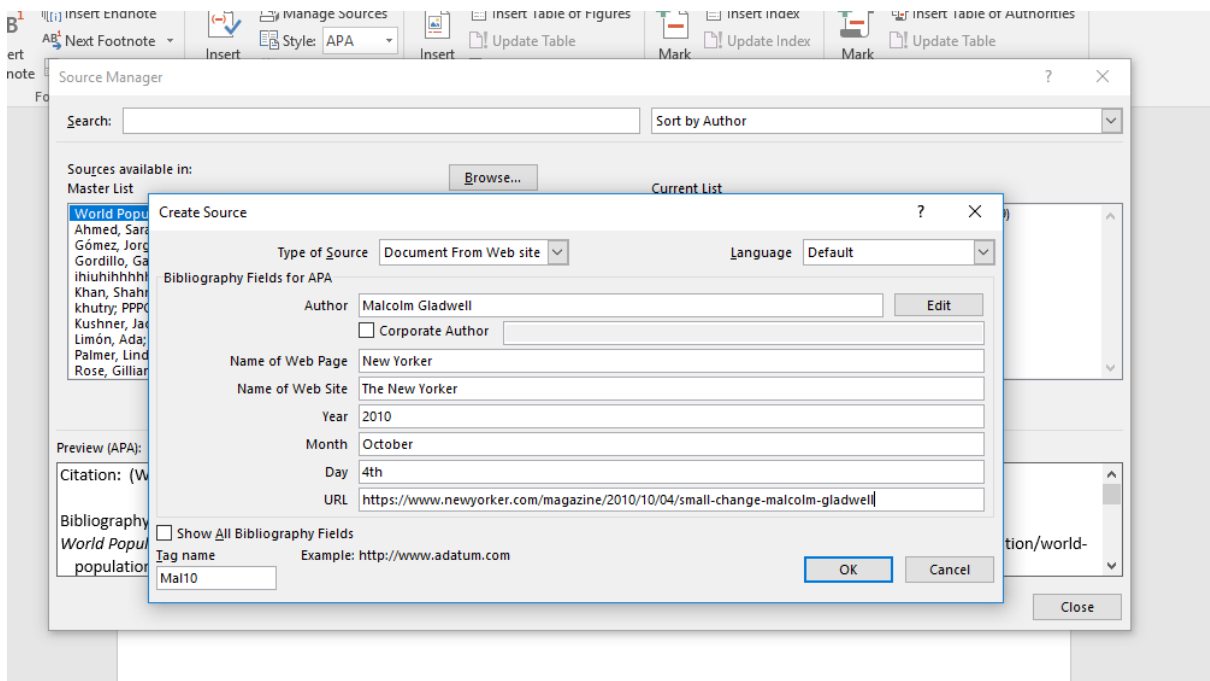 Insert Endnote Manage Sources Insert Table of Figures Insert Index Insert Table of Authorities
AB¹ Next Footnote Style: APA Update Table Update Index Update Table
ert Insert Insert Mark Mark
note
Fo
Source Manager ? ×
Search: Sort by Author
Sources available in:
Master List Browse... Current List
World Popu
Ahmed, Sara
Gómez, Jorg
Gordillo, Ga
ihiuhihhhhh
Khan, Shahr
khutry; PPPO
Kushner, Jac
Limón, Ada;
Palmer, Lind
Rose, Gillian
Create Source ? ×
Type of Source Document From Web site Language Default
Bibliography Fields for APA
Author Malcolm Gladwell Edit
Corporate Author
Name of Web Page New Yorker
Name of Web Site The New Yorker
Year 2010
Month October
Day 4th
URL https://www.newyorker.com/magazine/2010/10/04/small-change-malcolm-gladwell
Show All Bibliography Fields
Tag name Example: http://www.adatum.com
Mal10 OK Cancel
Preview (APA):
Citation: (W
Bibliography
World Popul tion/world-
population
Close